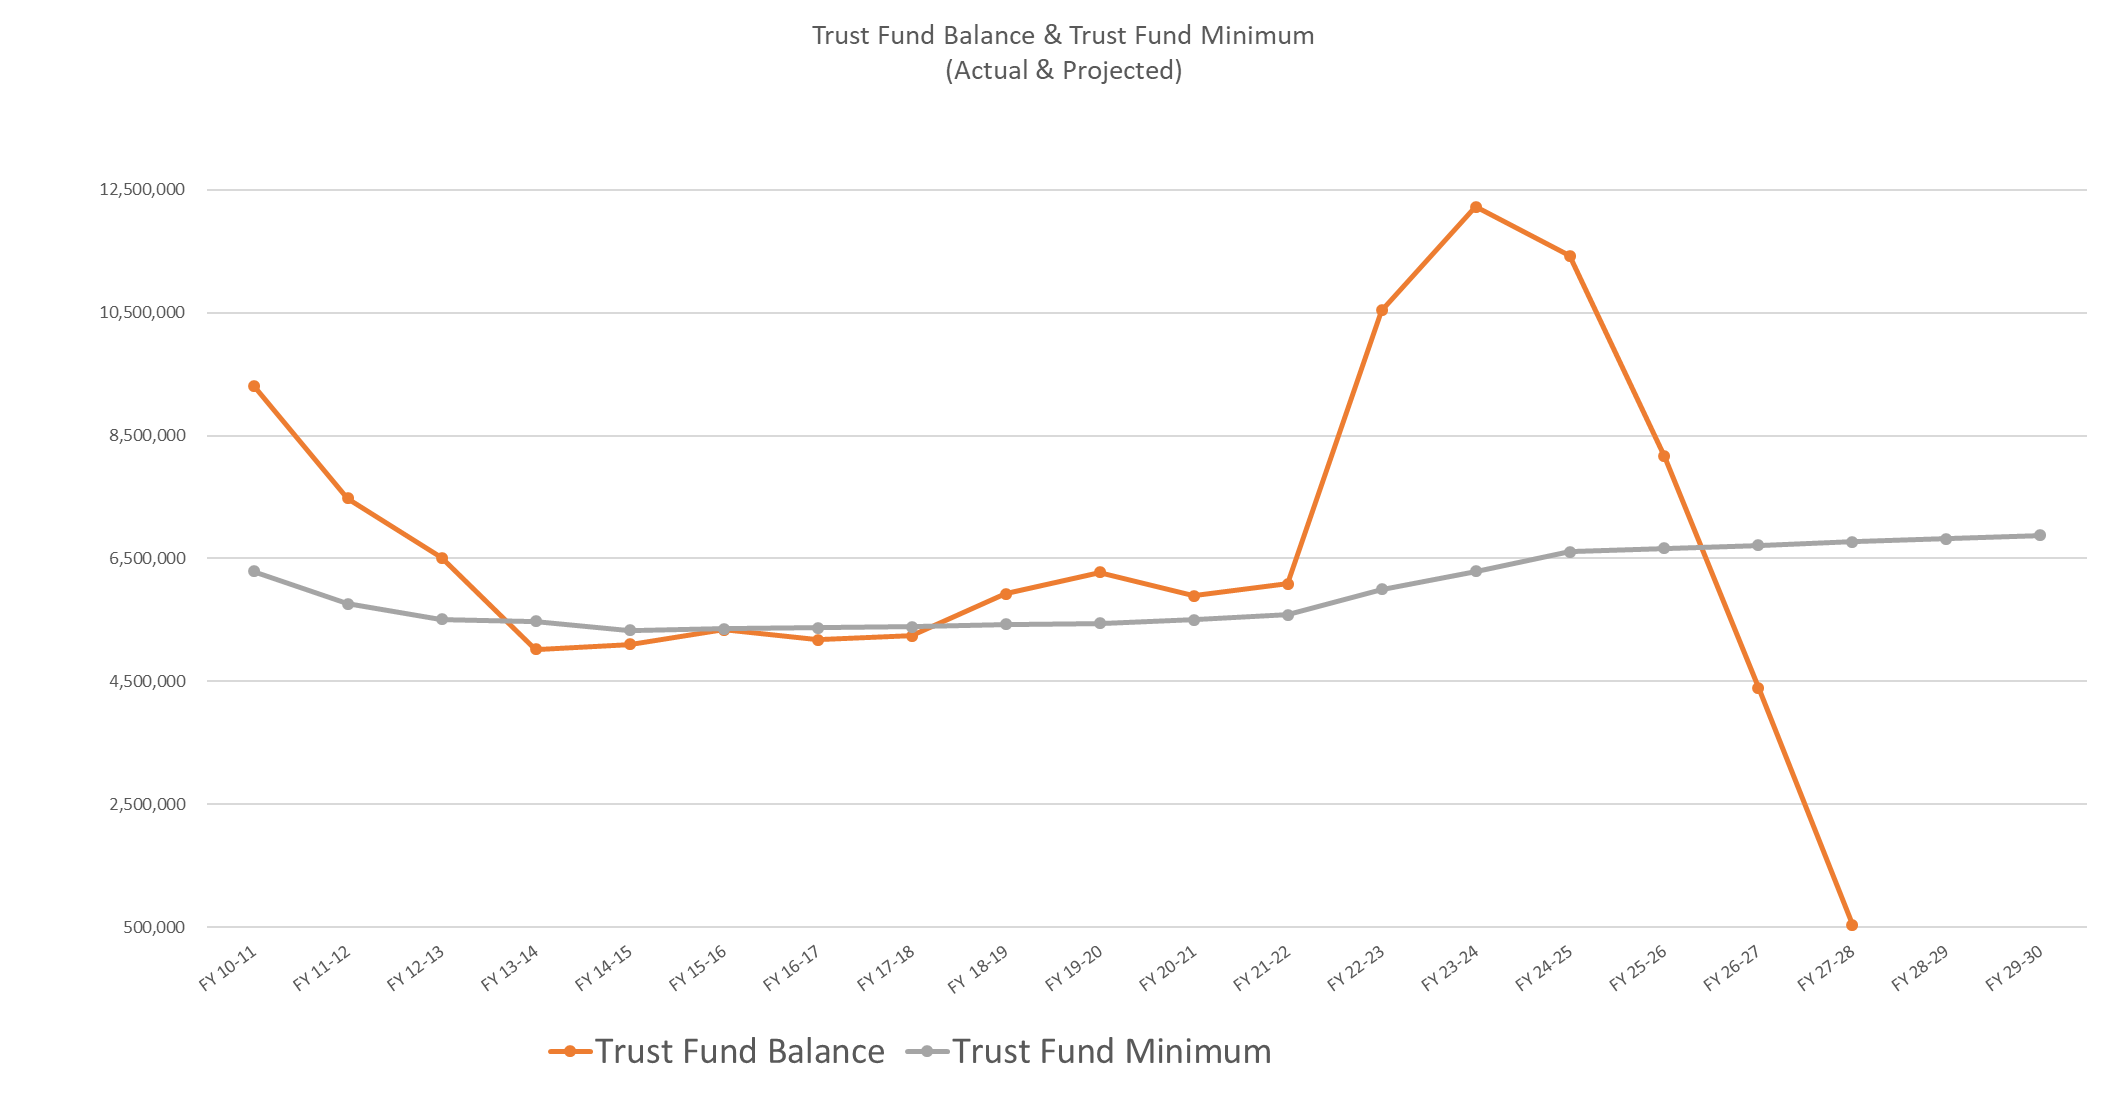 Trust Fund Balance & Trust Fund Minimum
(Actual & Projected)
12,500,000
10,500,000
8,500,000
6,500,000
4,500,000
2,500,000
500,000
FY 10-11
FY 11-12
FY 12-13
FY 13-14
FY 14-15
FY 15-16
FY 16-17
FY 17-18
FY 18-19
FY 19-20
FY 20-21
FY 21-22
FY 22-23
FY 23-24
FY 24-25
FY 25-26
FY 26-27
FY 27-28
FY 28-29
FY 29-30
Trust Fund Balance
Trust Fund Minimum